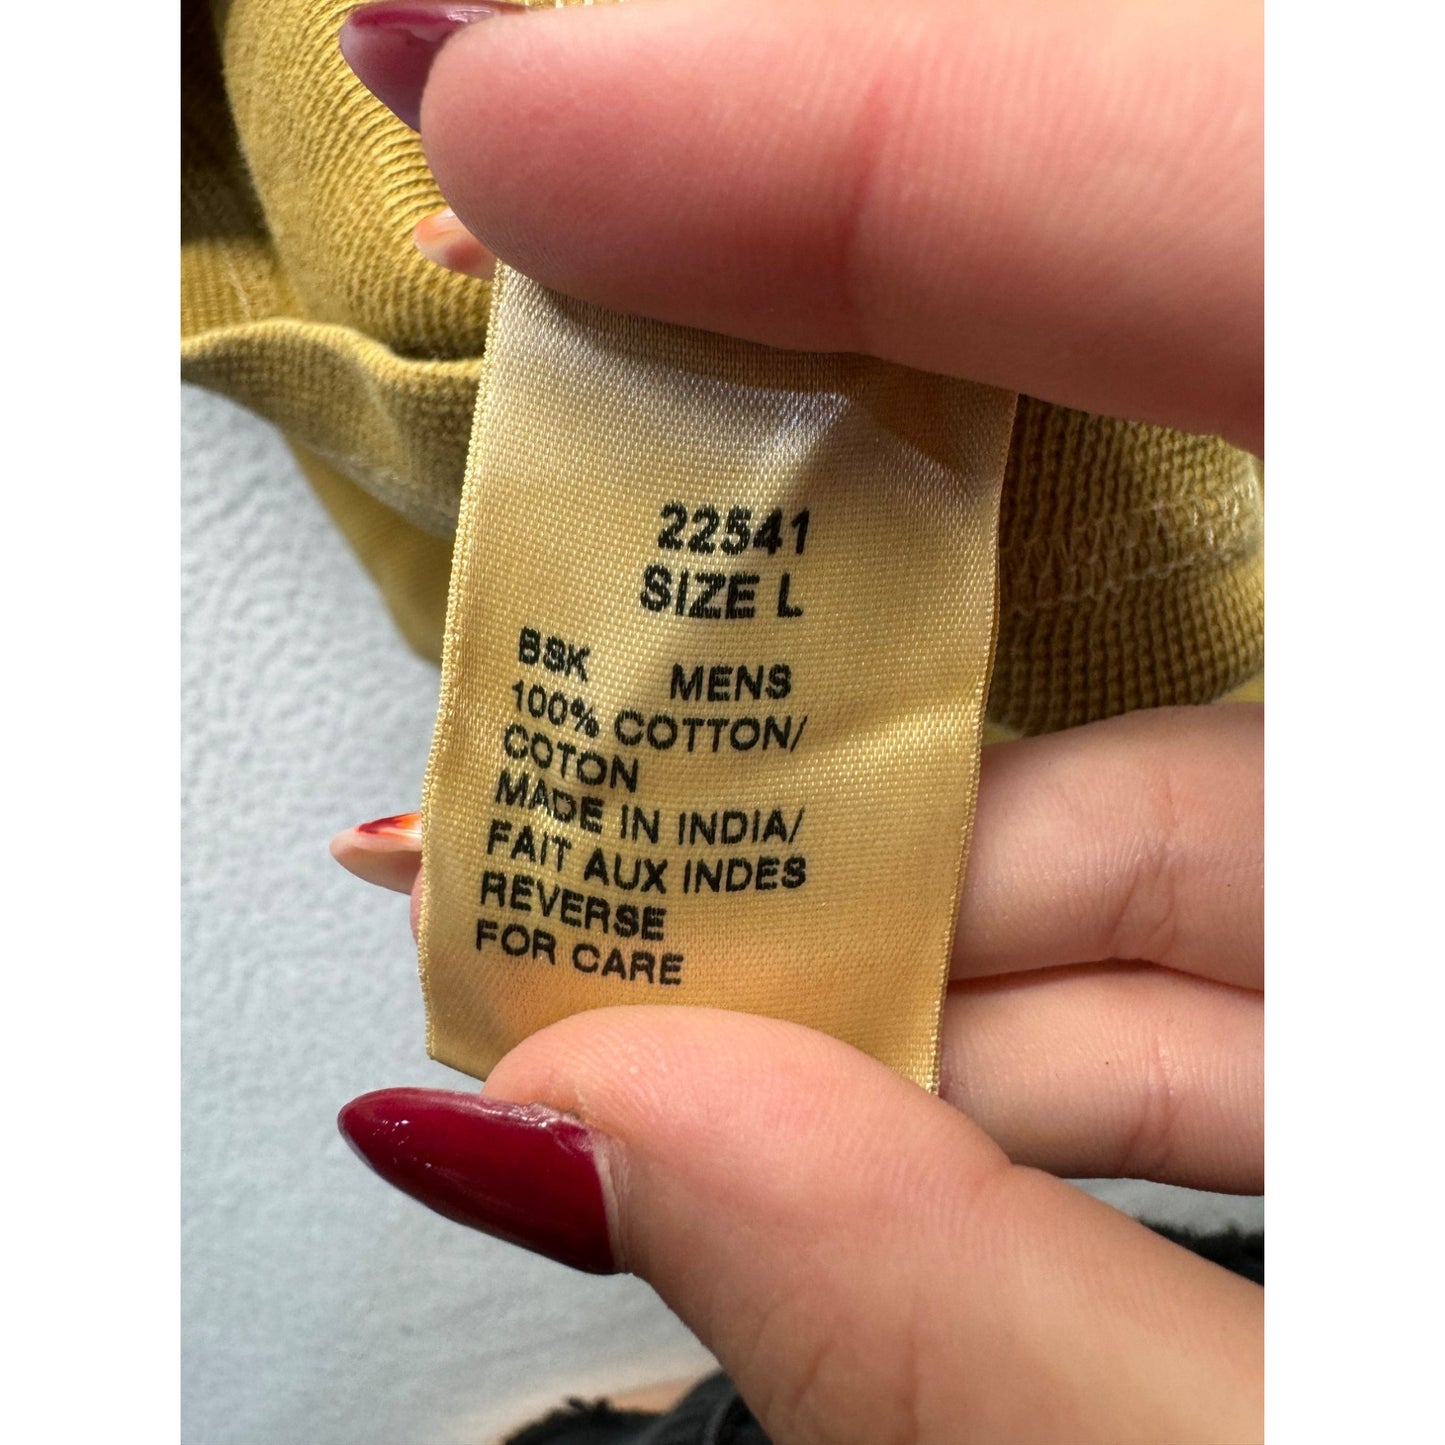 22541
SIZE L
BSK MENS
100% COTTON/
COTON
MADE IN INDIA/
FAIT AUX INDES
REVERSE
FOR CARE